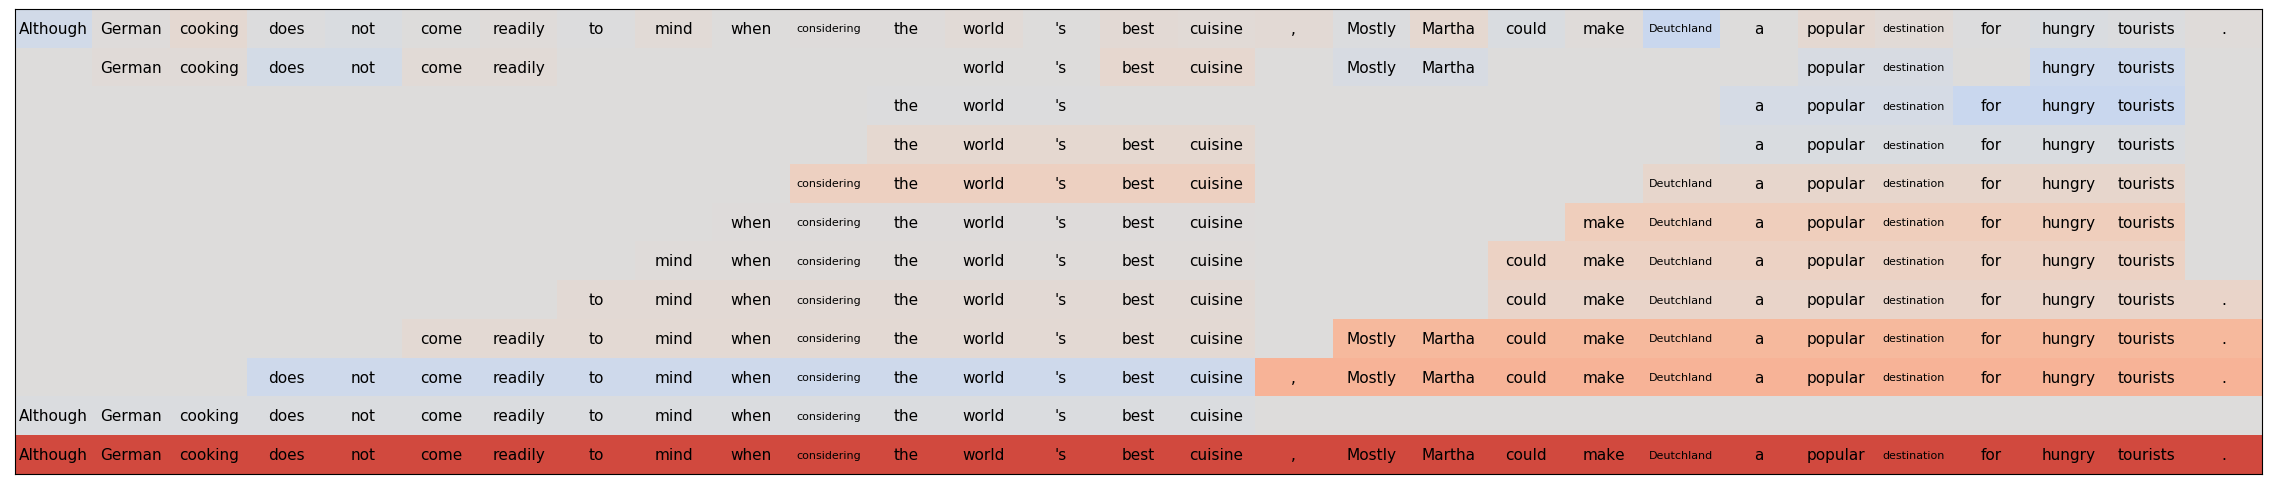 Although German cooking does not come readily to mind when considering the world 's best cuisine , Mostly Martha could make Deutchland a popular destination for hungry tourists .
German cooking does not come readily world 's best cuisine Mostly Martha popular destination hungry tourists
the world 's a popular destination for hungry tourists
the world 's best cuisine a popular destination for hungry tourists
considering the world 's best cuisine Deutchland a popular destination for hungry tourists
when considering the world 's best cuisine make Deutchland a popular destination for hungry tourists
mind when considering the world 's best cuisine could make Deutchland a popular destination for hungry tourists
to mind when considering the world 's best cuisine could make Deutchland a popular destination for hungry tourists .
come readily to mind when considering the world 's best cuisine Mostly Martha could make Deutchland a popular destination for hungry tourists .
does not come readily to mind when considering the world 's best cuisine , Mostly Martha could make Deutchland a popular destination for hungry tourists .
Although German cooking does not come readily to mind when considering the world 's best cuisine
Although German cooking does not come readily to mind when considering the world 's best cuisine , Mostly Martha could make Deutchland a popular destination for hungry tourists .